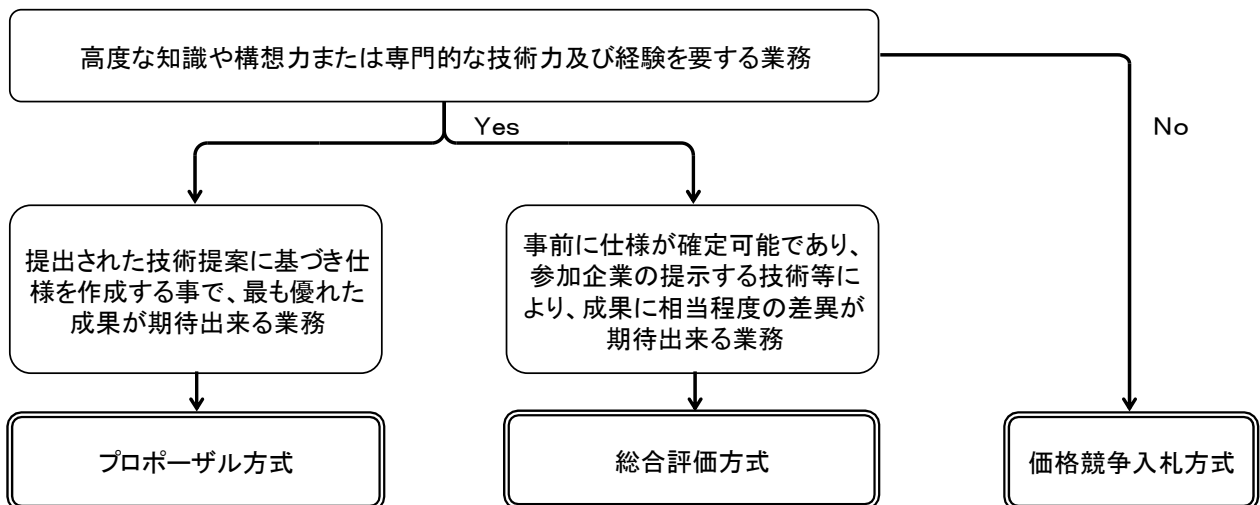 高度な知識や構想力または専門的な技術力及び経験を要する業務
Yes
No
提出された技術提案に基づき仕
様を作成する事で、最も優れた
成果が期待出来る業務
事前に仕様が確定可能であり、
参加企業の提示する技術等に
より、成果に相当程度の差異が
期待出来る業務
プロポーザル方式
総合評価方式
価格競争入札方式